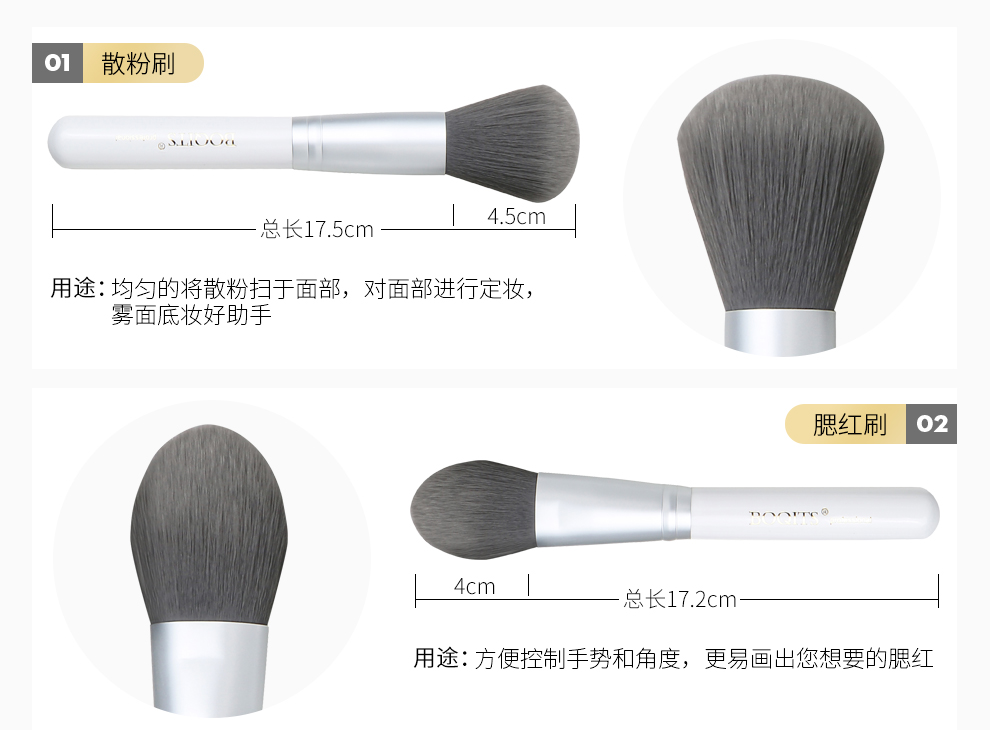 01 散粉刷
ROOITS®
4.5cm
总长17.5cm
用途：均匀的将散粉扫于面部，对面部进行定妆，
雾面底妆好助手
腮红刷 02
4cm
总长17.2cm
用途：方便控制手势和角度，更易画出您想要的腮红